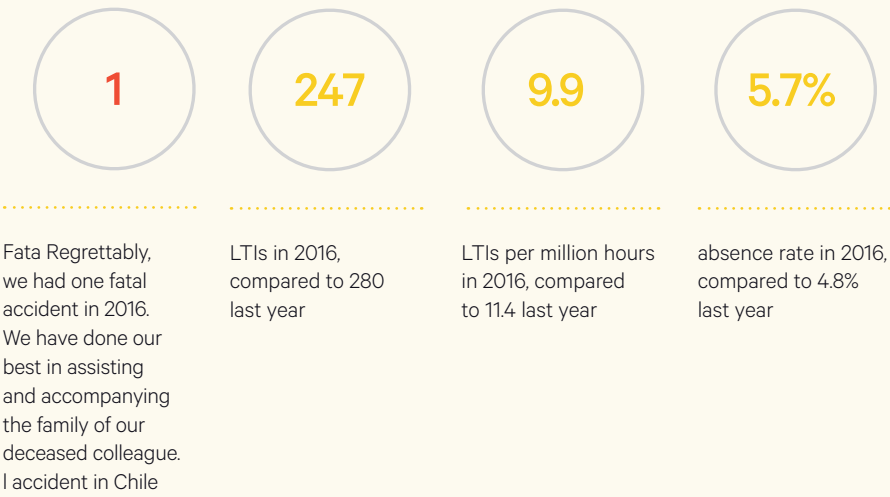 1
247
9.9
5.7%
Fata Regrettably,
we had one fatal
accident in 2016.
We have done our
best in assisting
and accompanying
the family of our
deceased colleague.
l accident in Chile
LTIs in 2016,
compared to 280
last year
LTIs per million hours
in 2016, compared
to 11.4 last year
absence rate in 2016,
compared to 4.8%
last year